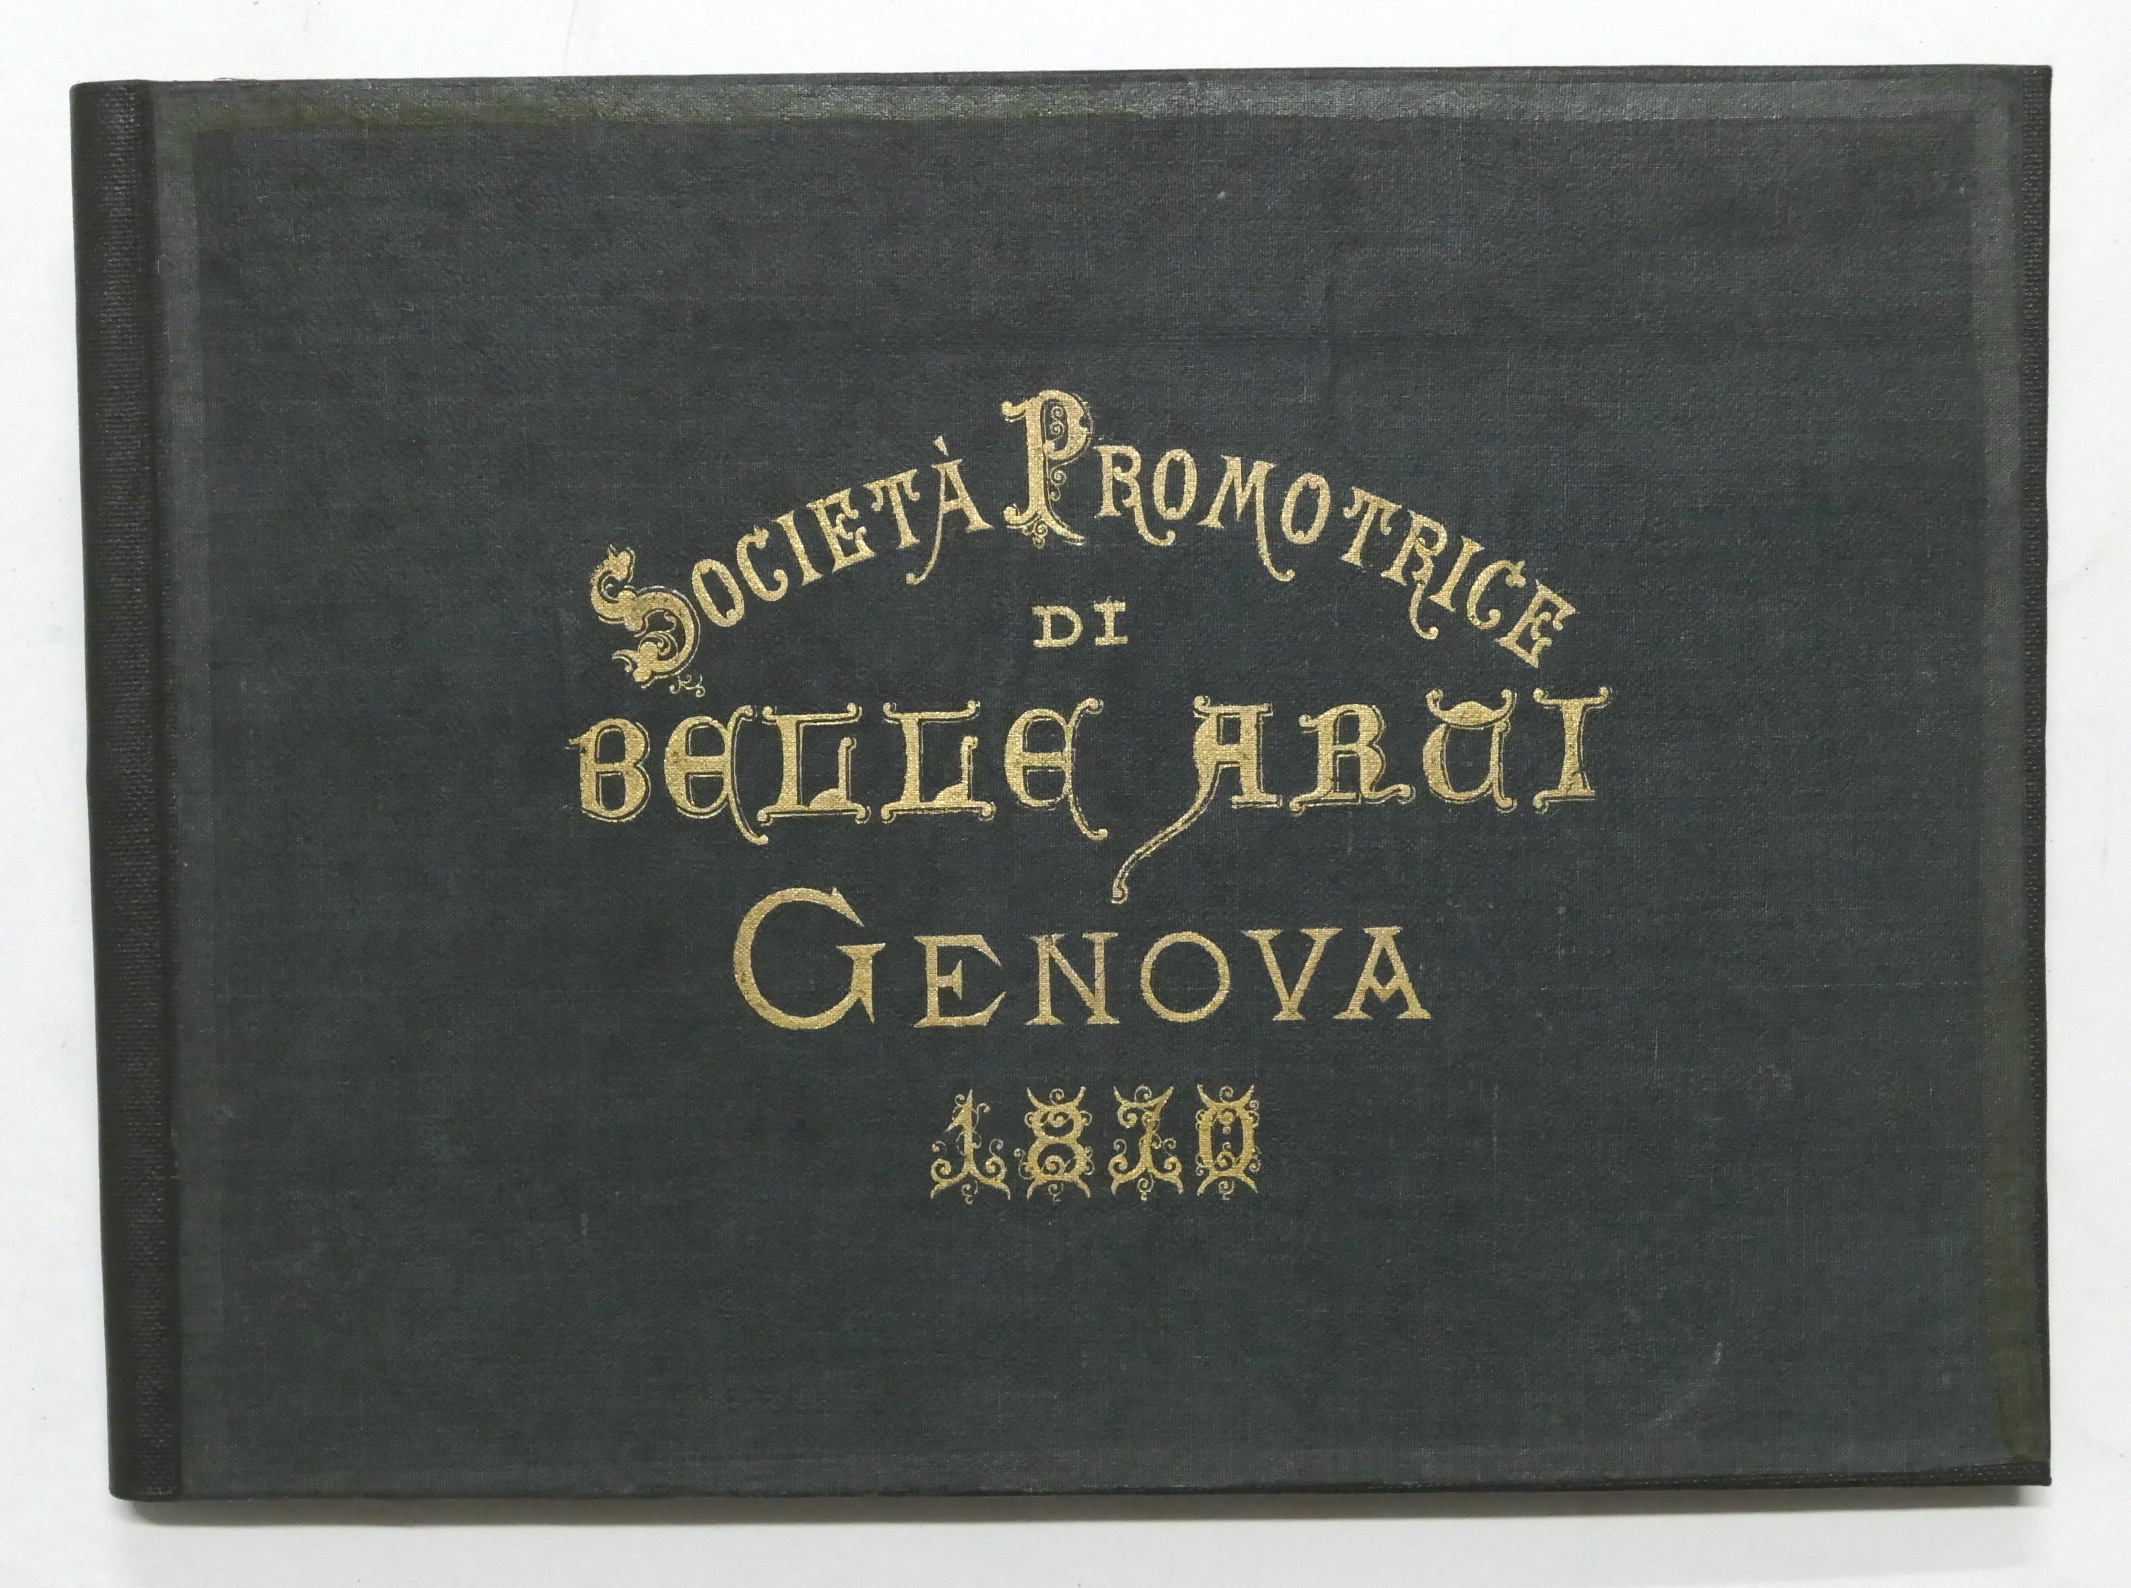 SOCIETÀ PROMOTRICE
DI
BELLE ARTI
GENOVA
1870